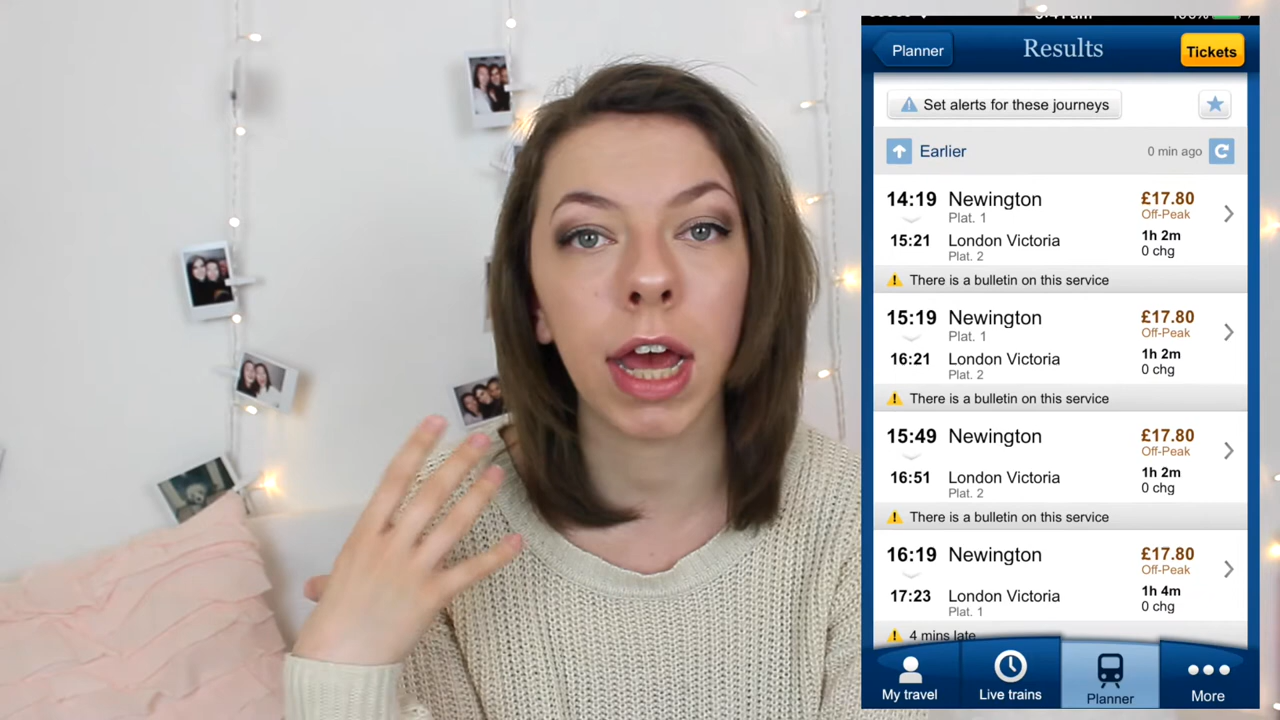 Planner
Results
Tickets
Set alerts for these journeys
Earlier
0 min ago
14:19 Newington £17.80
Plat. 1 Off-Peak
15:21 London Victoria 1h 2m
Plat. 2 0 chg
There is a bulletin on this service
15:19 Newington £17.80
Plat. 1 Off-Peak
16:21 London Victoria 1h 2m
Plat. 2 0 chg
There is a bulletin on this service
15:49 Newington £17.80
Off-Peak
16:51 London Victoria 1h 2m
Plat. 2 0 chg
There is a bulletin on this service
16:19 Newington £17.80
Off-Peak
17:23 London Victoria 1h 4m
Plat. 1 0 chg
4 mins late
My travel
Live trains
Planner
More